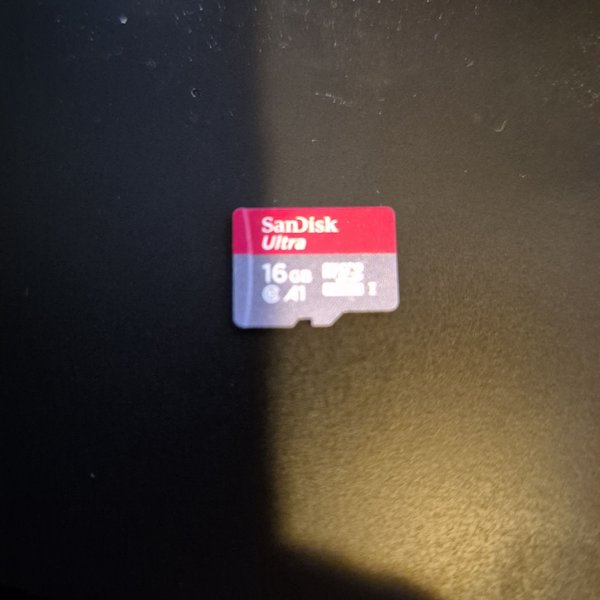 SanDisk
Ultra
16GB
A1 I